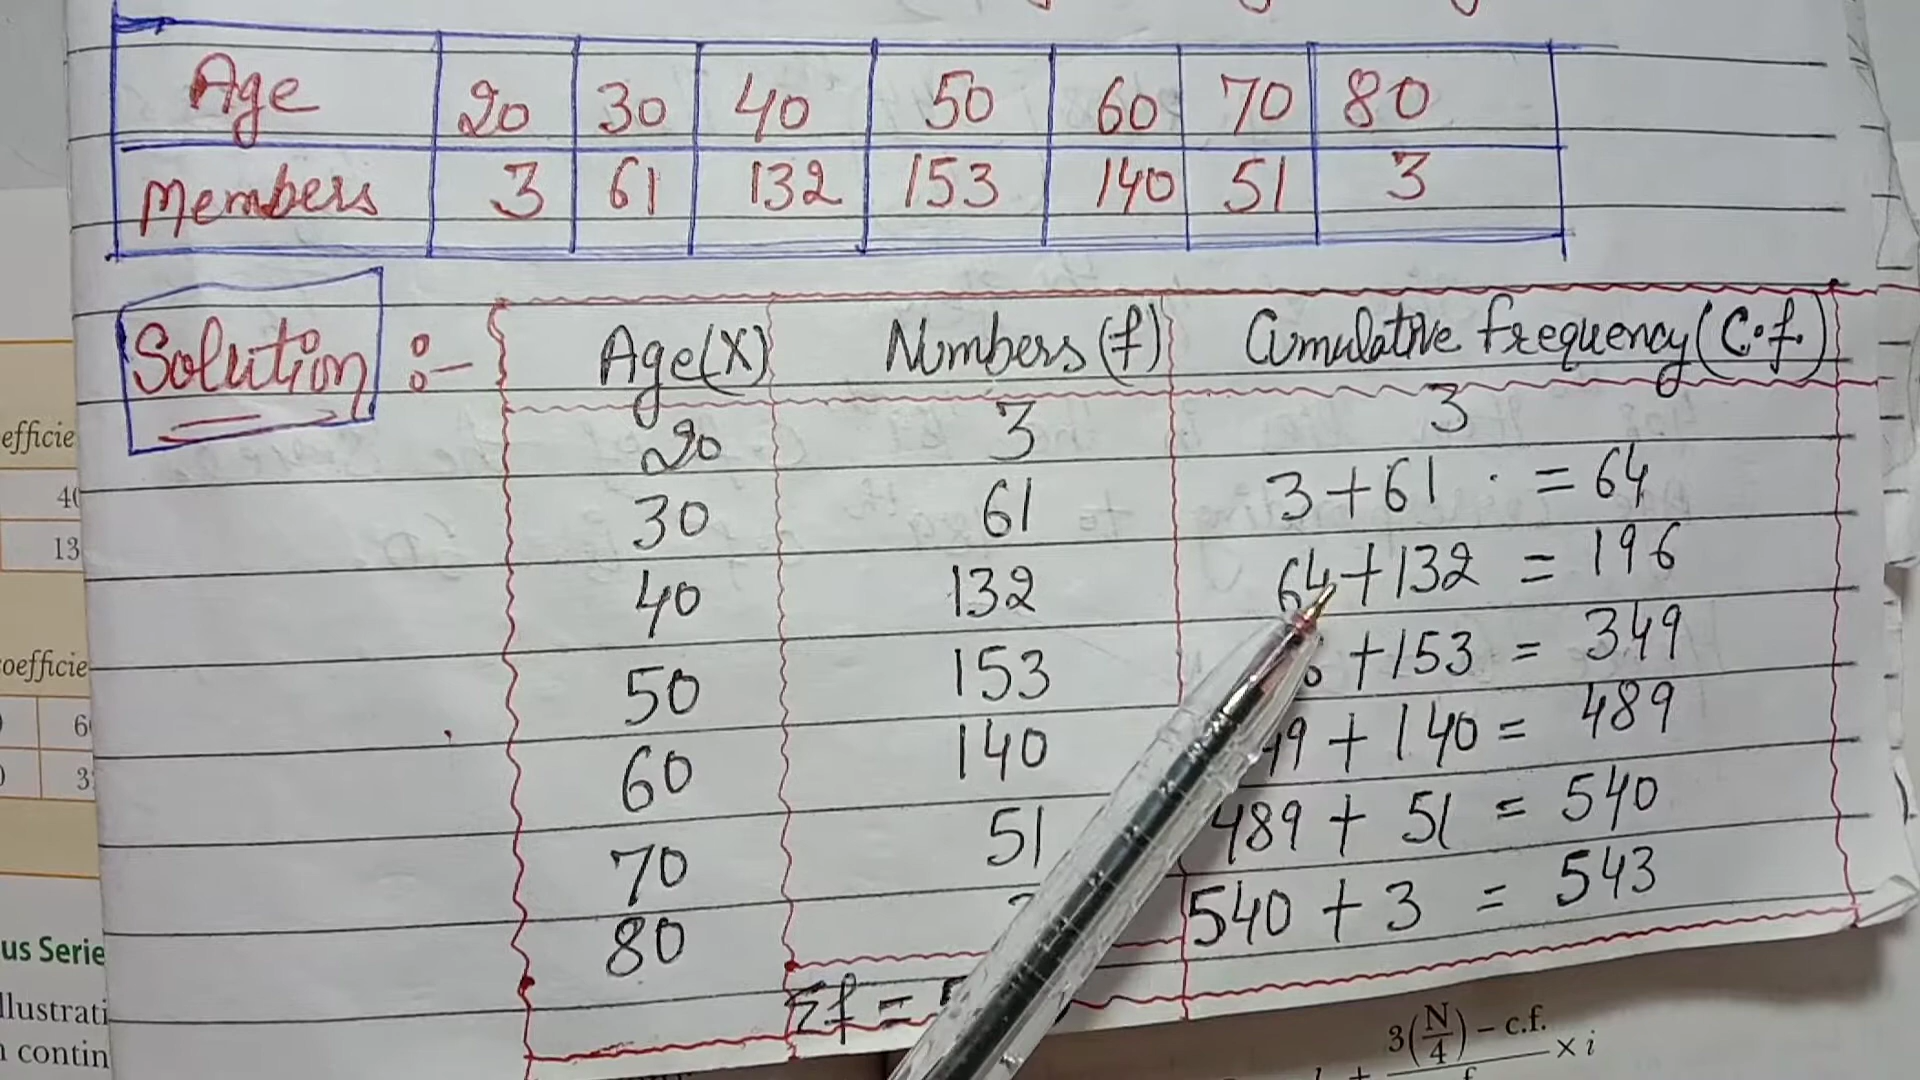 Age 20 30 40 50 60 70 80
Members 3 61 132 153 140 51 3
Solution :-
Age(X) Numbers (f) Cumulative frequency (C.f.)
20 3 3
30 61 3+61 = 64
40 132 64+132 = 196
50 153 +153 = 349
60 140 + 140 = 489
70 51 489 + 51 = 540
80 540 + 3 = 543
Σf =
efficie
40
13
oefficie
6
3
us Serie
llustrati
contin
3(N/4) - c.f.
× i